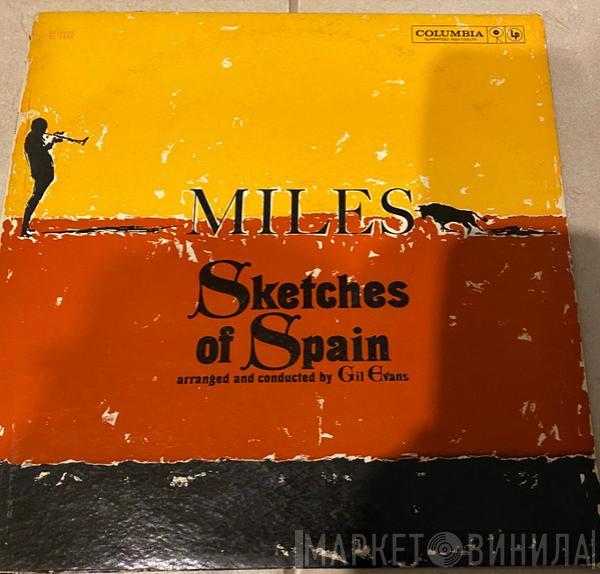 COLUMBIA
Lp
MILES
Sketches
of Spain
arranged and conducted by Gil Evans
МАРКЕТ ВИНИЛА